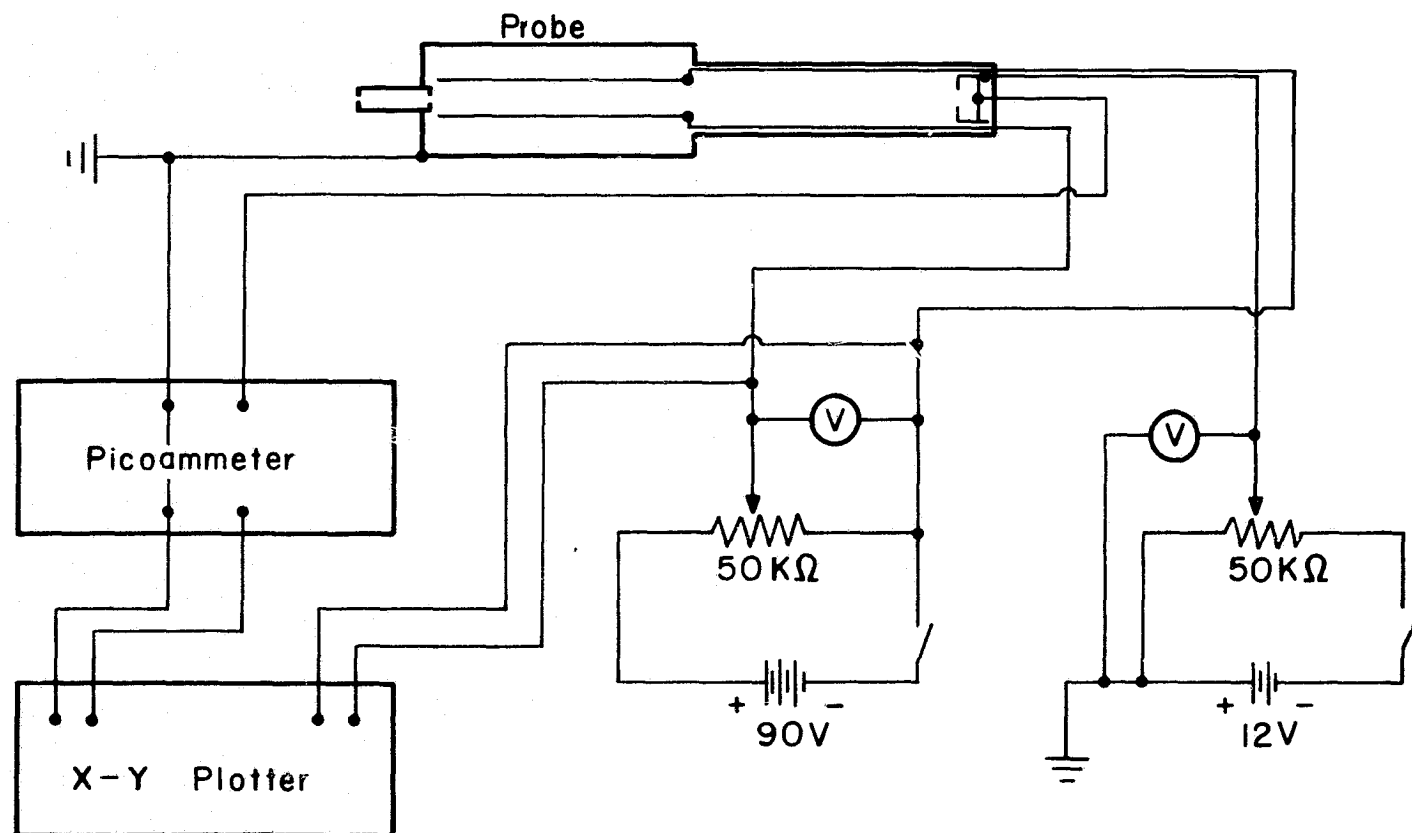 Probe
V
V
Picoammeter
50KΩ
50KΩ
+ -
90V
+ -
12V
X-Y Plotter